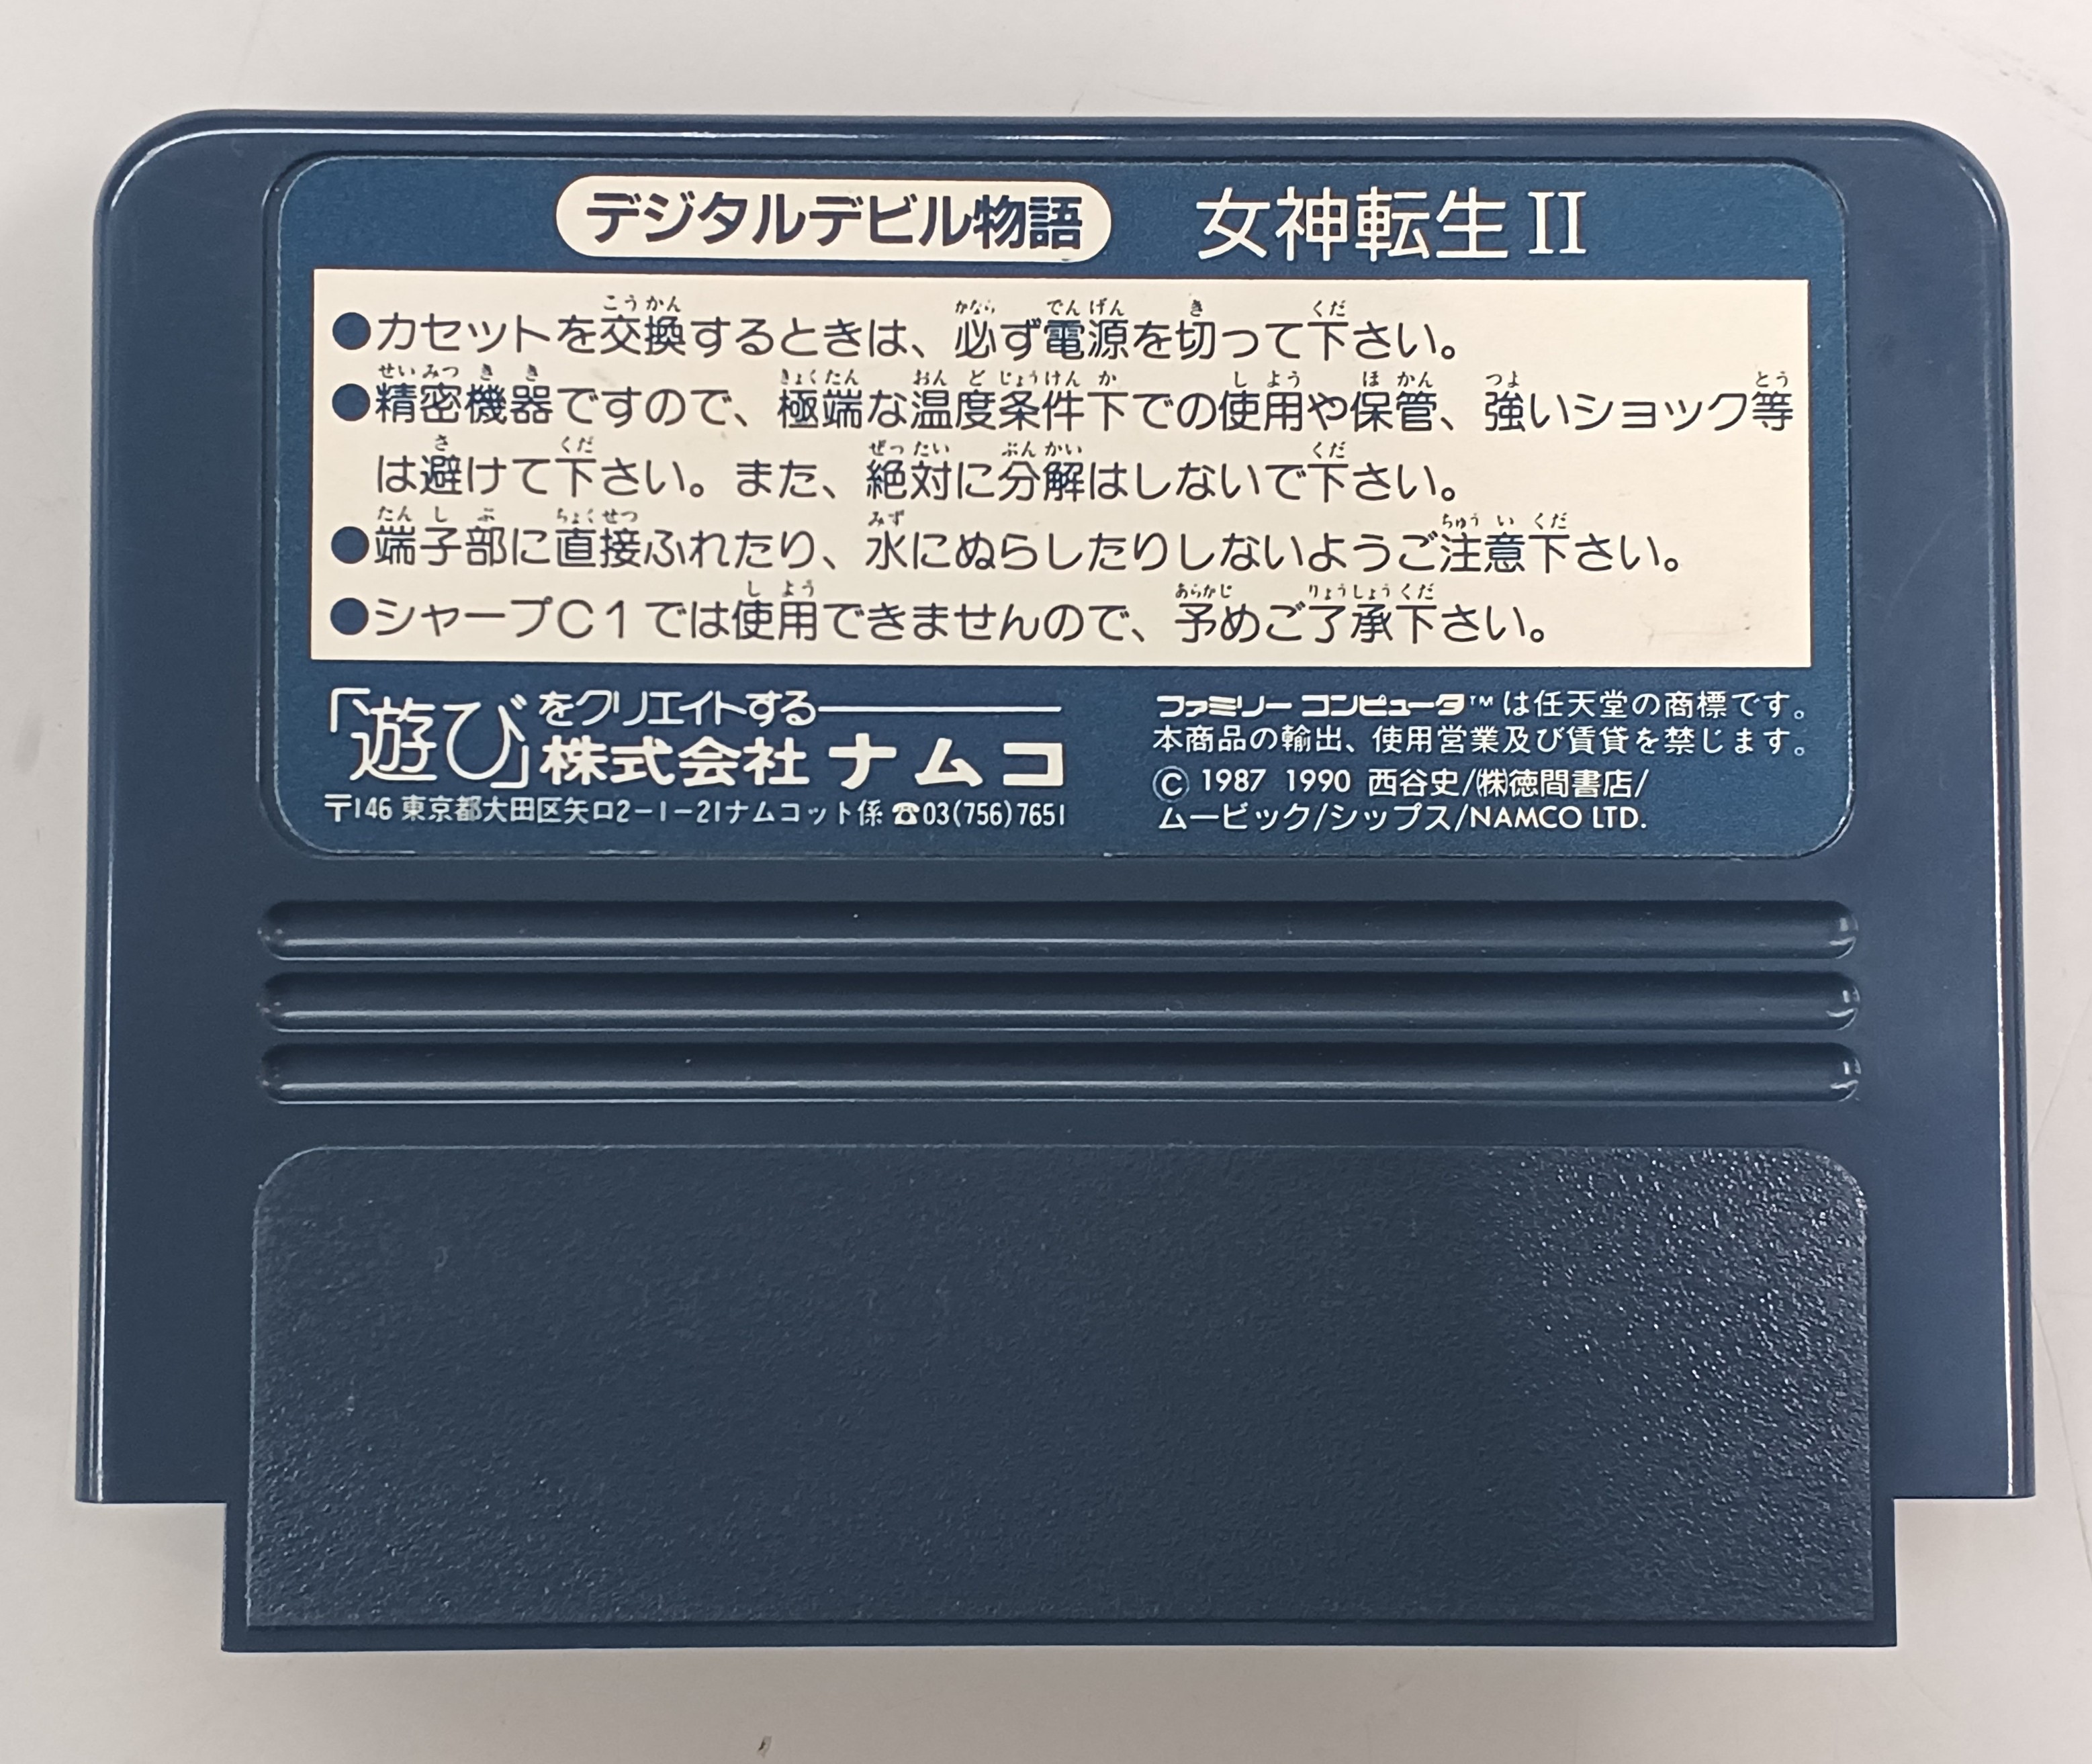 デジタルデビル物語 女神転生II
●カセットを交換するときは、必ず電源を切って下さい。
●精密機器ですので、極端な温度条件下での使用や保管、強いショック等
は避けて下さい。また、絶対に分解はしないで下さい。
●端子部に直接ふれたり、水にぬらしたりしないようご注意下さい。
●シャープC1では使用できませんので、予めご了承下さい。
「遊び」をクリエイトする
株式会社ナムコ
〒146 東京都大田区矢口2-1-21ナムコット係 ☎03(756)7651
ファミリーコンピュータ™は任天堂の商標です。
本商品の輸出、使用営業及び賃貸を禁じます。
© 1987 1990 西谷史/㈱徳間書店/
ムービック/シップス/NAMCO LTD.